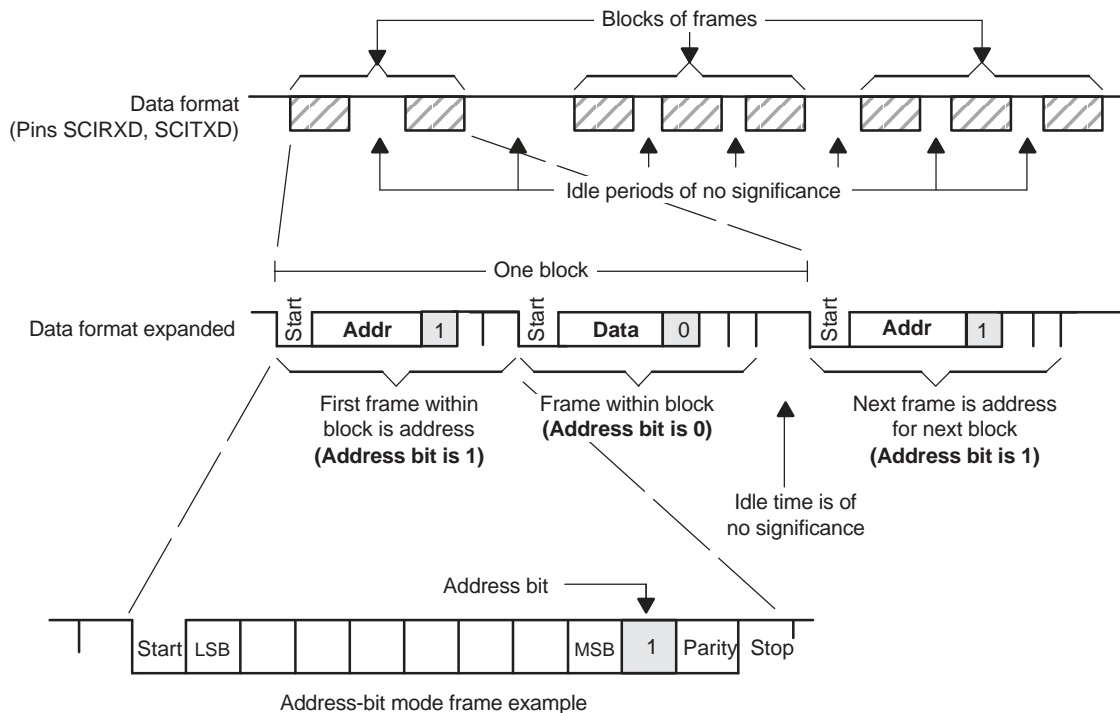 Blocks of frames
Data format
(Pins SCIRXD, SCITXD)
Idle periods of no significance
One block
Data format expanded
Start Addr 1 Start Data 0 Start Addr 1
First frame within
block is address
(Address bit is 1)
Frame within block
(Address bit is 0)
Next frame is address
for next block
(Address bit is 1)
Idle time is of
no significance
Address bit
Start LSB MSB 1 Parity Stop
Address-bit mode frame example